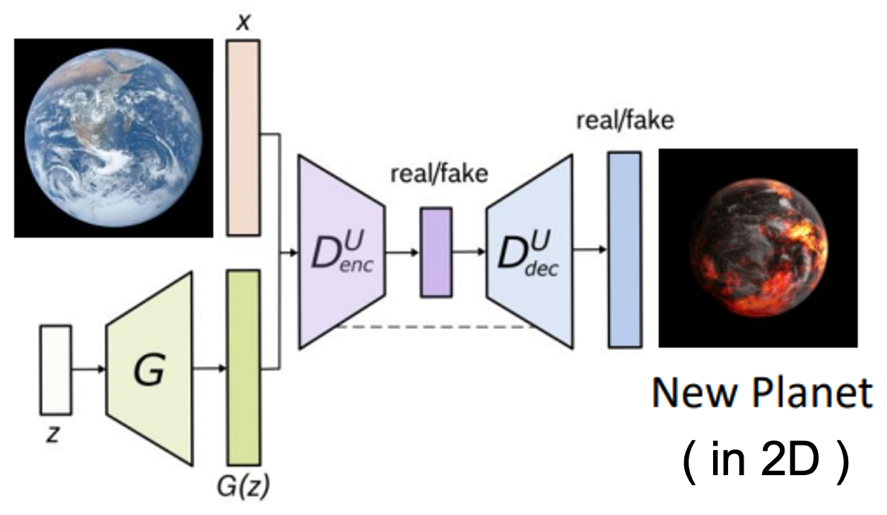 x
real/fake
real/fake
D^U_enc
D^U_dec
G
z
G(z)
New Planet
( in 2D )